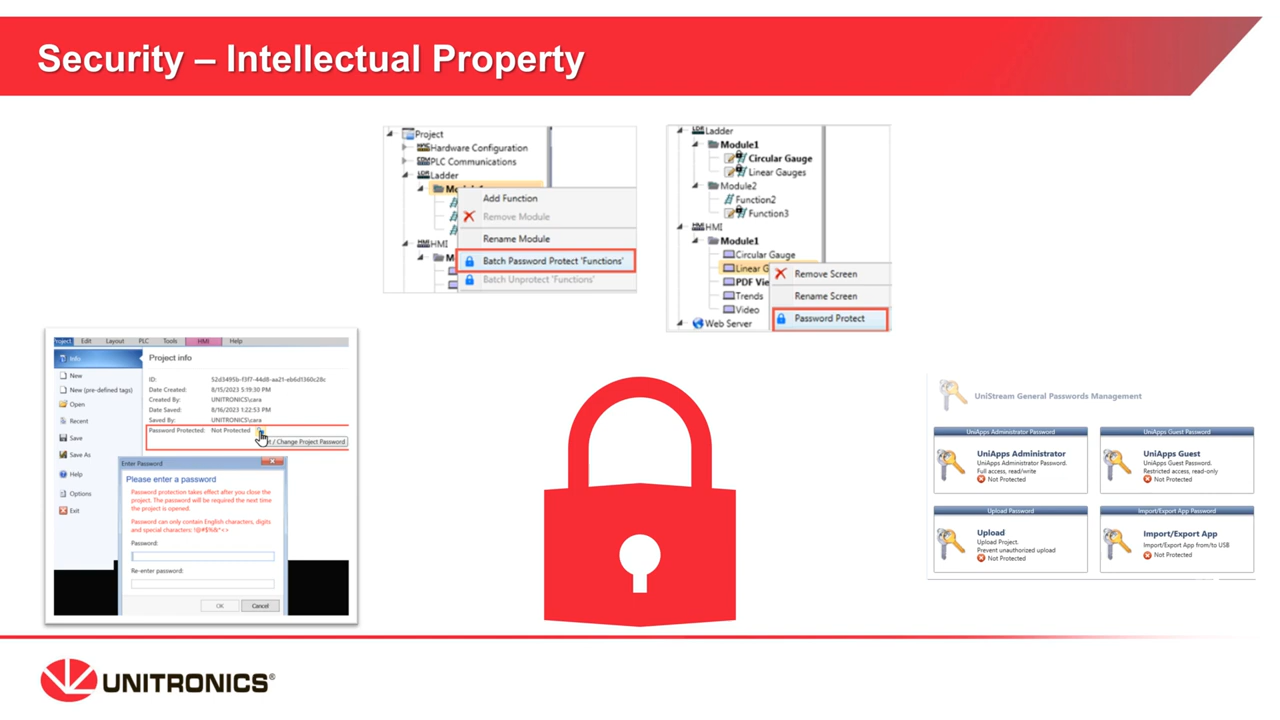 Security – Intellectual Property
Project
Hardware Configuration
PLC Communications
Ladder
Add Function
Remove Module
Rename Module
HMI
Batch Password Protect 'Functions'
Batch Unprotect 'Functions'
Ladder
Module1
Circular Gauge
Linear Gauges
Module2
Function2
Function3
HMI
Module1
Circular Gauge
Linear G
Remove Screen
PDF Vie
Trends
Rename Screen
Video
Password Protect
Web Server
Project Edit Layout PLC Tools HMI Help
Info
New
New (pre-defined tags)
Open
Recent
Save
Save As
Help
Options
Exit
Project info
ID: 52d3495b-f3f7-44d8-aa21-eb6d1360c28c
Date Created: 8/15/2023 5:19:30 PM
Created By: UNITRONICS\cara
Date Saved: 8/16/2023 1:22:53 PM
Saved By: UNITRONICS\cara
Password Protected: Not Protected
/ Change Project Password
Enter Password
Please enter a password
Password protection takes effect after you close the
project. The password will be required the next time
the project is opened.
Password can only contain English characters, digits
and special characters: !@#$%&*<>
Password:
Re-enter password:
OK Cancel
UniStream General Passwords Management
UniApps Administrator Password
UniApps Administrator
UniApps Administrator Password.
Full access, read/write
Not Protected
UniApps Guest Password
UniApps Guest
UniApps Guest Password.
Restricted access, read-only
Not Protected
Upload Password
Upload
Upload Project.
Prevent unauthorized upload
Not Protected
Import/Export App Password
Import/Export App
Import/Export App from/to USB
Not Protected
UNITRONICS®